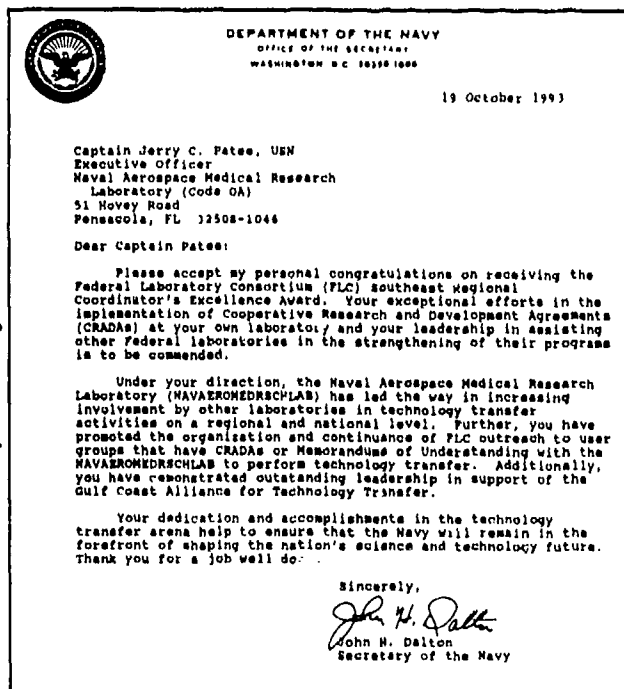 DEPARTMENT OF THE NAVY
OFFICE OF THE SECRETARY
WASHINGTON D.C. 20350-1000
19 October 1993
Captain Jerry C. Patee, USN
Executive Officer
Naval Aerospace Medical Research
Laboratory (Code 0A)
51 Hovey Road
Pensacola, FL 32508-1046
Dear Captain Patee:
Please accept my personal congratulations on receiving the
Federal Laboratory Consortium (FLC) Southeast Regional
Coordinator's Excellence Award. Your exceptional efforts in the
implementation of Cooperative Research and Development Agreements
(CRADAs) at your own laboratory and your leadership in assisting
other Federal laboratories in the strengthening of their programs
is to be commended.
Under your direction, the Naval Aerospace Medical Research
Laboratory (NAVAEROMEDRSCHLAB) has led the way in increasing
involvement by other laboratories in technology transfer
activities on a regional and national level. Further, you have
promoted the organization and continuance of FLC outreach to user
groups that have CRADAs or Memorandums of Understanding with the
NAVAEROMEDRSCHLAB to perform technology transfer. Additionally,
you have demonstrated outstanding leadership in support of the
Gulf Coast Alliance for Technology Transfer.
Your dedication and accomplishments in the technology
transfer arena help to ensure that the Navy will remain in the
forefront of shaping the nation's science and technology future.
Thank you for a job well do
Sincerely,
John H. Dalton
John H. Dalton
Secretary of the Navy